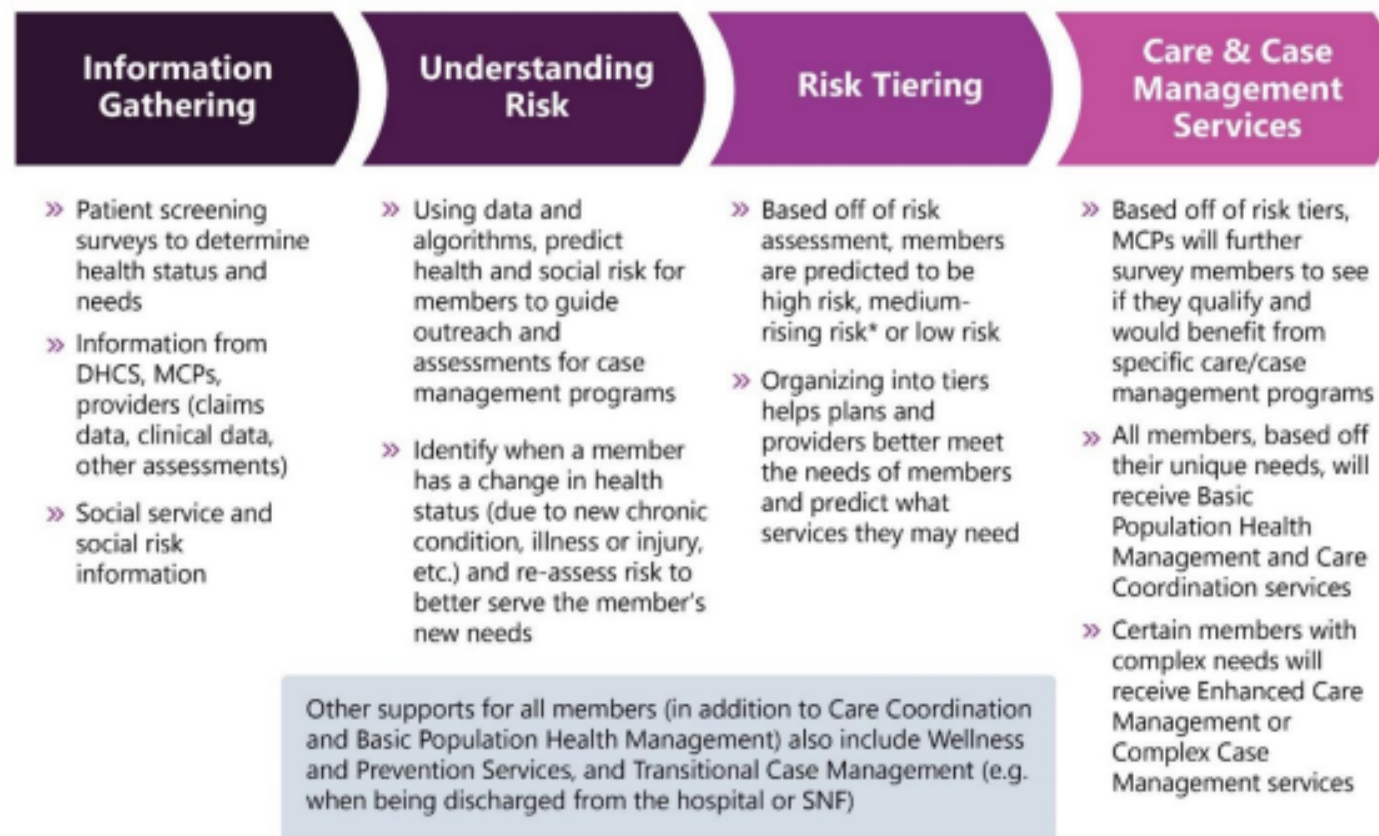 Information
Gathering
» Patient screening
surveys to determine
health status and
needs
» Information from
DHCS, MCPs,
providers (claims
data, clinical data,
other assessments)
» Social service and
social risk
information
Understanding
Risk
» Using data and
algorithms, predict
health and social risk for
members to guide
outreach and
assessments for case
management programs
» Identify when a member
has a change in health
status (due to new chronic
condition, illness or injury,
etc.) and re-assess risk to
better serve the member's
new needs
Risk Tiering
» Based off of risk
assessment, members
are predicted to be
high risk, medium-
rising risk* or low risk
» Organizing into tiers
helps plans and
providers better meet
the needs of members
and predict what
services they may need
Care & Case
Management
Services
» Based off of risk tiers,
MCPs will further
survey members to see
if they qualify and
would benefit from
specific care/case
management programs
» All members, based off
their unique needs, will
receive Basic
Population Health
Management and Care
Coordination services
» Certain members with
complex needs will
receive Enhanced Care
Management or
Complex Case
Management services
Other supports for all members (in addition to Care Coordination
and Basic Population Health Management) also include Wellness
and Prevention Services, and Transitional Case Management (e.g.
when being discharged from the hospital or SNF)